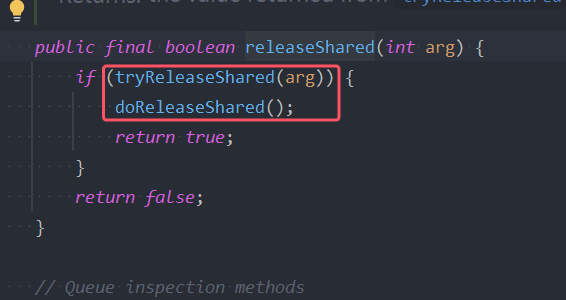 Returns: the value returned from tryReleaseShared
public final boolean releaseShared(int arg) {
if (tryReleaseShared(arg)) {
doReleaseShared();
return true;
}
return false;
}
// Queue inspection methods